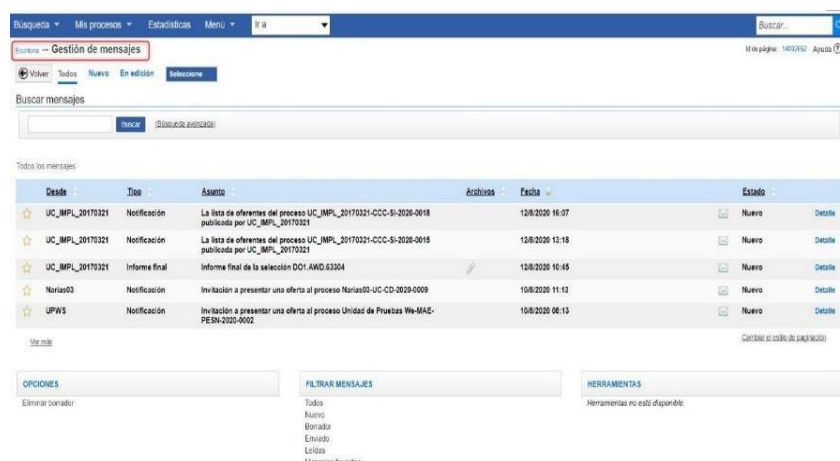 Búsqueda Mis procesos Estadísticas Menú Ir a Buscar...
Escritorio -- Gestión de mensajes Id de página: 14002662 Ayuda
Volver Todos Nuevo En edición Seleccione
Buscar mensajes
Buscar (Búsqueda avanzada)
Todos los mensajes
Desde Tipo Asunto Archivos Fecha Estado
UC_IMPL_20170321 Notificación La lista de oferentes del proceso UC_IMPL_20170321-CCC-SI-2020-0018 12/8/2020 16:07 Nuevo Detalle
publicada por UC_IMPL_20170321
UC_IMPL_20170321 Notificación La lista de oferentes del proceso UC_IMPL_20170321-CCC-SI-2020-0015 12/8/2020 13:18 Nuevo Detalle
publicada por UC_IMPL_20170321
UC_IMPL_20170321 Informe final Informe final de la selección DO1.AWD.63304 12/8/2020 10:45 Nuevo Detalle
Narias03 Notificación Invitación a presentar una oferta al proceso Narias03-UC-CD-2020-0009 10/8/2020 11:13 Nuevo Detalle
UPWS Notificación Invitación a presentar una oferta al proceso Unidad de Pruebas We-MAE- 10/8/2020 08:13 Nuevo Detalle
PESN-2020-0002
Ver más Cambiar el estilo de paginación
OPCIONES FILTRAR MENSAJES HERRAMIENTAS
Eliminar borrador Todos Herramientas no está disponible.
Nuevo
Borrador
Enviado
Leídas